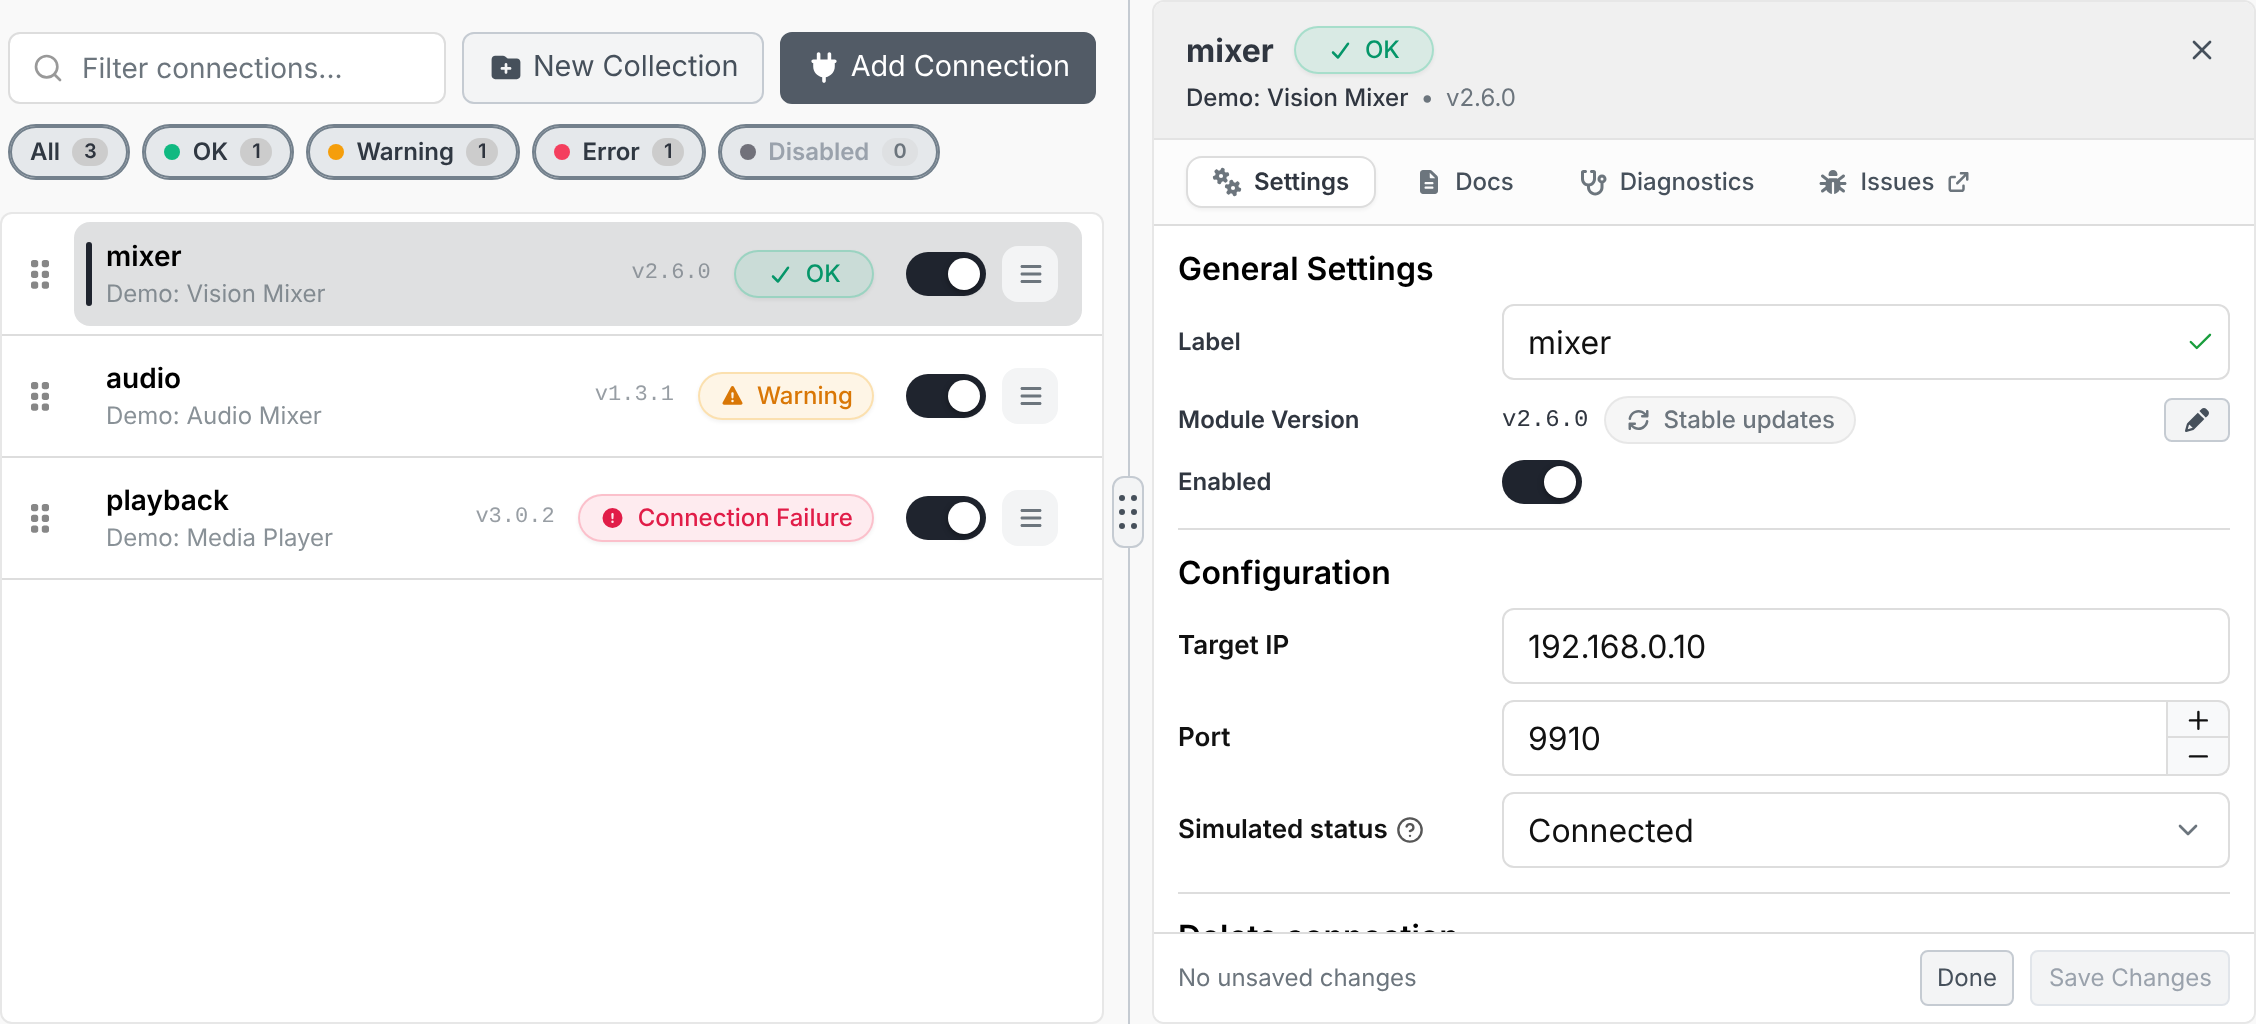 Filter connections...
New Collection
Add Connection
All 3
OK 1
Warning 1
Error 1
Disabled 0
mixer
Demo: Vision Mixer
v2.6.0
OK
audio
Demo: Audio Mixer
v1.3.1
Warning
playback
Demo: Media Player
v3.0.2
Connection Failure
mixer OK
Demo: Vision Mixer • v2.6.0
Settings
Docs
Diagnostics
Issues
General Settings
Label
mixer
Module Version
v2.6.0
Stable updates
Enabled
Configuration
Target IP
192.168.0.10
Port
9910
Simulated status
Connected
Delete connection
No unsaved changes
Done
Save Changes